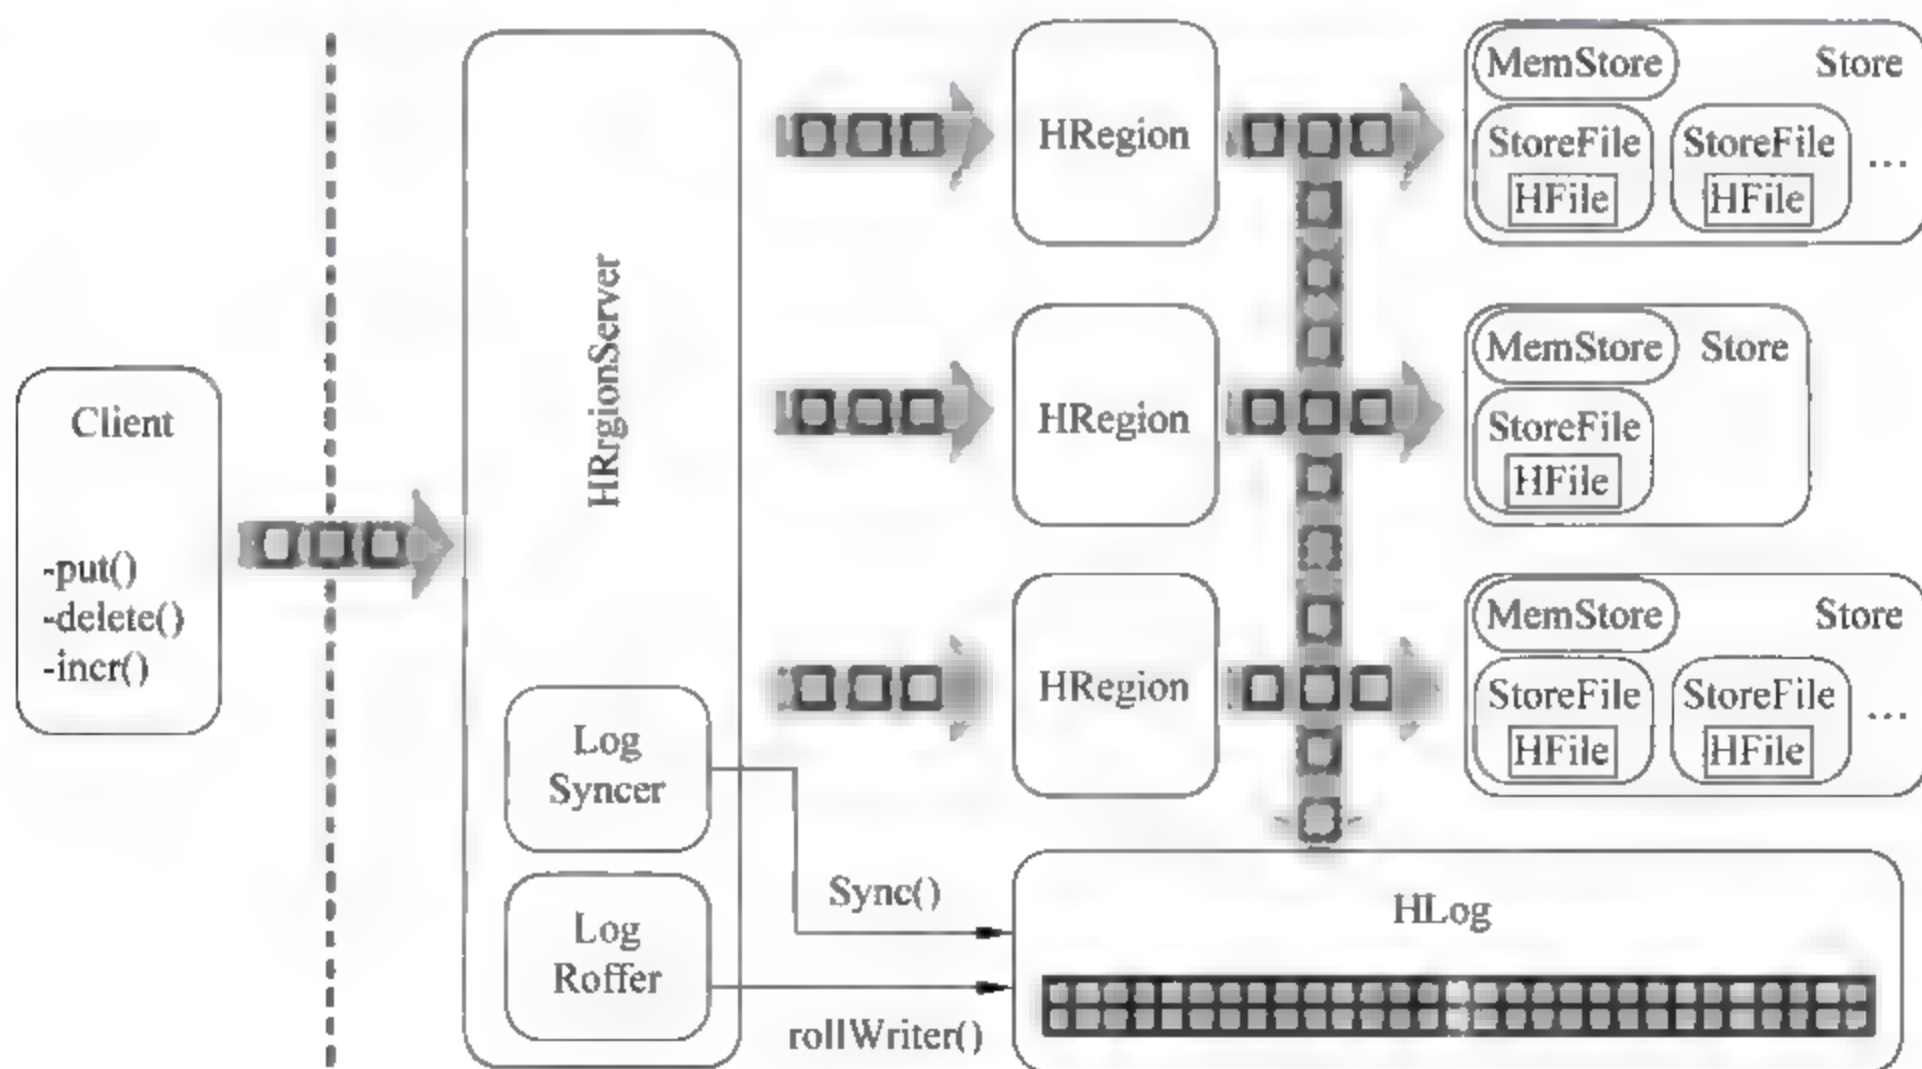 Client
-put()
-delete()
-incr()
HRrgionServer
Log
Syncer
Log
Roffer
Sync()
rollWriter()
HRegion
MemStore
Store
StoreFile
HFile
StoreFile
HFile
...
HRegion
MemStore
Store
StoreFile
HFile
HRegion
MemStore
Store
StoreFile
HFile
StoreFile
HFile
...
HLog